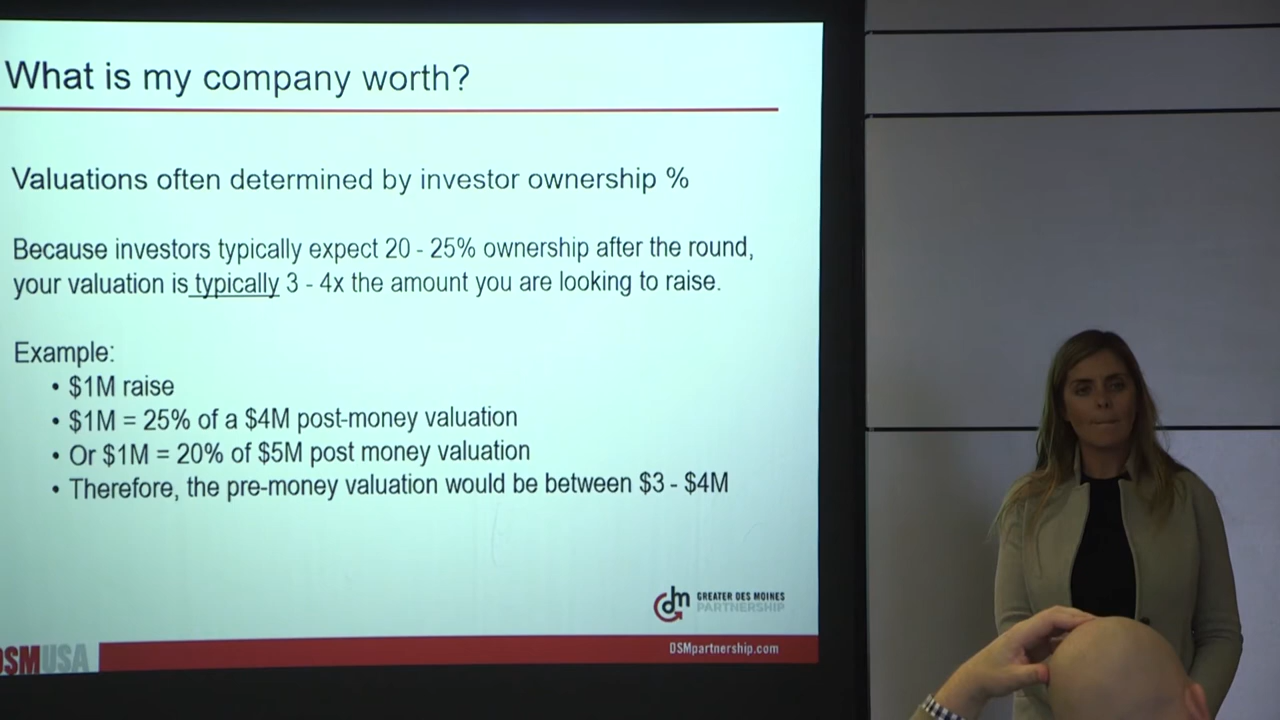 What is my company worth?
Valuations often determined by investor ownership %
Because investors typically expect 20 - 25% ownership after the round,
your valuation is typically 3 - 4x the amount you are looking to raise.
Example:
• $1M raise
• $1M = 25% of a $4M post-money valuation
• Or $1M = 20% of $5M post money valuation
• Therefore, the pre-money valuation would be between $3 - $4M
dm GREATER DES MOINES
PARTNERSHIP
DSMUSA
DSMpartnership.com